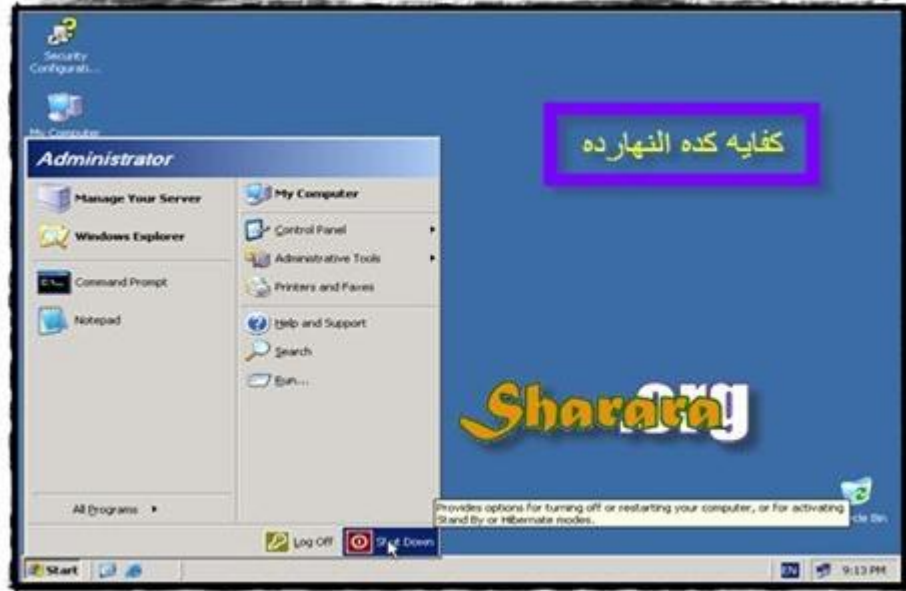 Security
Configurati...
My Computer
Administrator
Manage Your Server
Windows Explorer
Command Prompt
Notepad
All Programs
My Computer
Control Panel
Administrative Tools
Printers and Faxes
Help and Support
Search
Run...
Log Off
Shut Down
كفايه كده النهارده
Sharara.org
Provides options for turning off or restarting your computer, or for activating
Stand By or Hibernate modes.
cle Bin
Start
EN
9:13 PM